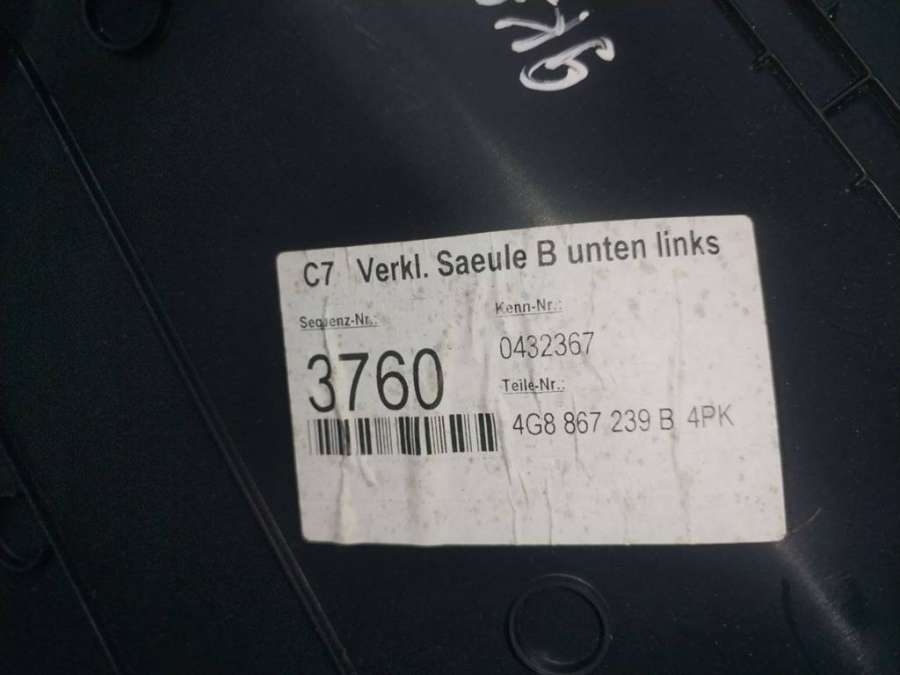 C7 Verkl. Saeule B unten links
Sequenz-Nr.:
Kenn-Nr.:
3760
0432367
Teile-Nr.:
4G8 867 239 B 4PK